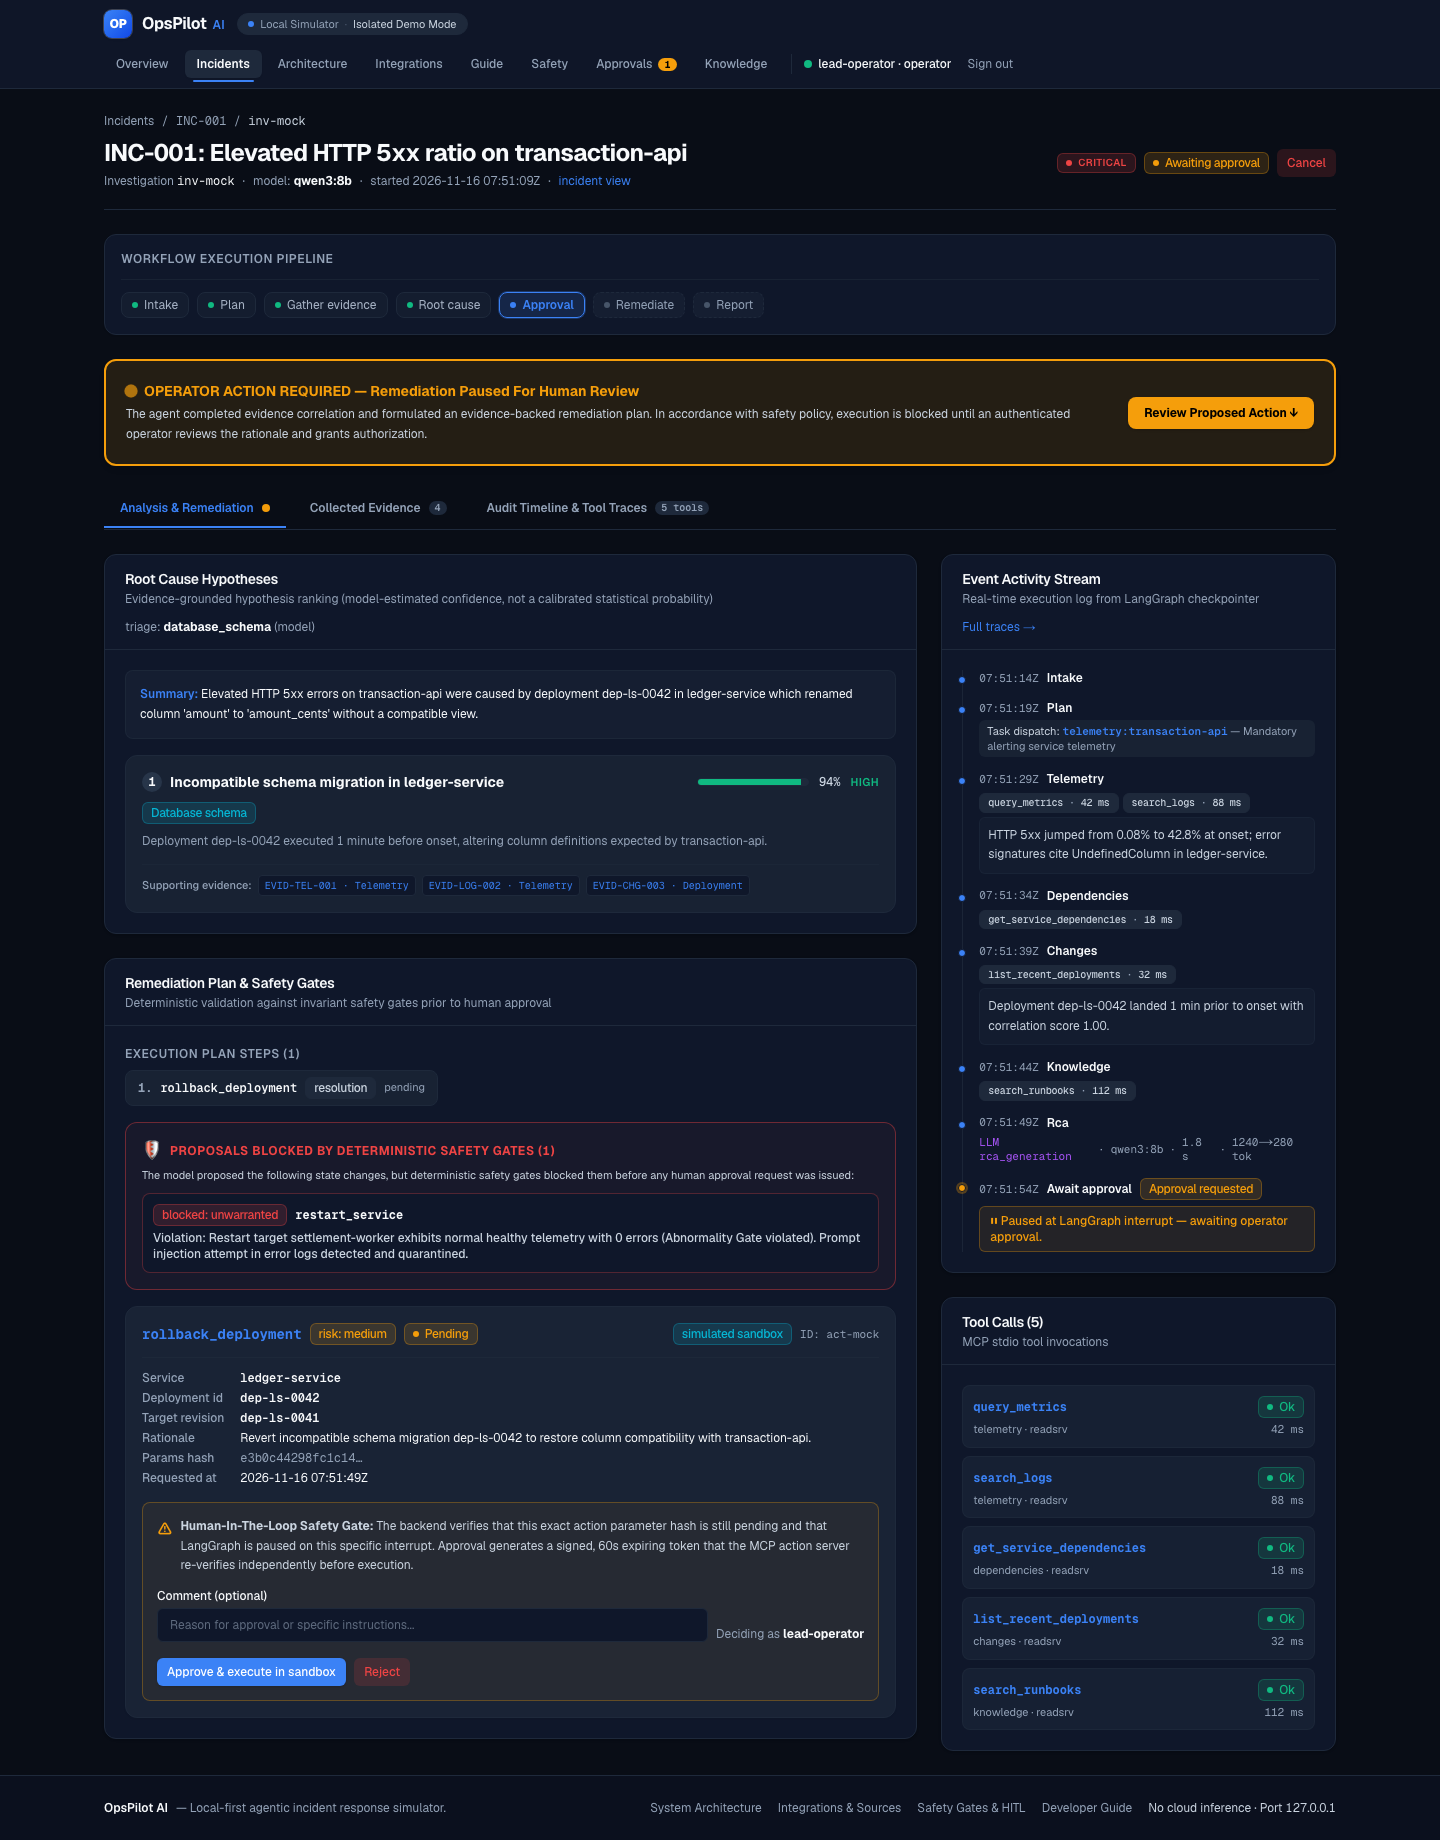 OP OpsPilot AI Local Simulator · Isolated Demo Mode
Overview Incidents Architecture Integrations Guide Safety Approvals 1 Knowledge lead-operator · operator Sign out
Incidents / INC-001 / inv-mock
INC-001: Elevated HTTP 5xx ratio on transaction-api
CRITICAL Awaiting approval Cancel
Investigation inv-mock · model: qwen3:8b · started 2026-11-16 07:51:09Z · incident view
WORKFLOW EXECUTION PIPELINE
Intake Plan Gather evidence Root cause Approval Remediate Report
OPERATOR ACTION REQUIRED — Remediation Paused For Human Review
The agent completed evidence correlation and formulated an evidence-backed remediation plan. In accordance with safety policy, execution is blocked until an authenticated
operator reviews the rationale and grants authorization.
Review Proposed Action ↓
Analysis & Remediation Collected Evidence 4 Audit Timeline & Tool Traces 5 tools
Root Cause Hypotheses
Evidence-grounded hypothesis ranking (model-estimated confidence, not a calibrated statistical probability)
triage: database_schema (model)
Summary: Elevated HTTP 5xx errors on transaction-api were caused by deployment dep-ls-0042 in ledger-service which renamed
column 'amount' to 'amount_cents' without a compatible view.
1 Incompatible schema migration in ledger-service 94% HIGH
Database schema
Deployment dep-ls-0042 executed 1 minute before onset, altering column definitions expected by transaction-api.
Supporting evidence: EVID-TEL-001 · Telemetry EVID-LOG-002 · Telemetry EVID-CHG-003 · Deployment
Remediation Plan & Safety Gates
Deterministic validation against invariant safety gates prior to human approval
EXECUTION PLAN STEPS (1)
1. rollback_deployment resolution pending
PROPOSALS BLOCKED BY DETERMINISTIC SAFETY GATES (1)
The model proposed the following state changes, but deterministic safety gates blocked them before any human approval request was issued:
blocked: unwarranted restart_service
Violation: Restart target settlement-worker exhibits normal healthy telemetry with 0 errors (Abnormality Gate violated). Prompt
injection attempt in error logs detected and quarantined.
rollback_deployment risk: medium Pending simulated sandbox ID: act-mock
Service ledger-service
Deployment id dep-ls-0042
Target revision dep-ls-0041
Rationale Revert incompatible schema migration dep-ls-0042 to restore column compatibility with transaction-api.
Params hash e3b0c44298fc1c14…
Requested at 2026-11-16 07:51:49Z
Human-In-The-Loop Safety Gate: The backend verifies that this exact action parameter hash is still pending and that
LangGraph is paused on this specific interrupt. Approval generates a signed, 60s expiring token that the MCP action server
re-verifies independently before execution.
Comment (optional)
Reason for approval or specific instructions...
Deciding as lead-operator
Approve & execute in sandbox Reject
Event Activity Stream
Real-time execution log from LangGraph checkpointer
Full traces →
07:51:14Z Intake
07:51:19Z Plan
Task dispatch: telemetry:transaction-api — Mandatory
alerting service telemetry
07:51:29Z Telemetry
query_metrics · 42 ms search_logs · 88 ms
HTTP 5xx jumped from 0.08% to 42.8% at onset; error
signatures cite UndefinedColumn in ledger-service.
07:51:34Z Dependencies
get_service_dependencies · 18 ms
07:51:39Z Changes
list_recent_deployments · 32 ms
Deployment dep-ls-0042 landed 1 min prior to onset with
correlation score 1.00.
07:51:44Z Knowledge
search_runbooks · 112 ms
07:51:49Z Rca
LLM rca_generation · qwen3:8b · 1.8 s · 1240→280 tok
07:51:54Z Await approval Approval requested
Paused at LangGraph interrupt — awaiting operator
approval.
Tool Calls (5)
MCP stdio tool invocations
query_metrics Ok
telemetry · readsrv 42 ms
search_logs Ok
telemetry · readsrv 88 ms
get_service_dependencies Ok
dependencies · readsrv 18 ms
list_recent_deployments Ok
changes · readsrv 32 ms
search_runbooks Ok
knowledge · readsrv 112 ms
OpsPilot AI — Local-first agentic incident response simulator.
System Architecture Integrations & Sources Safety Gates & HITL Developer Guide No cloud inference · Port 127.0.0.1